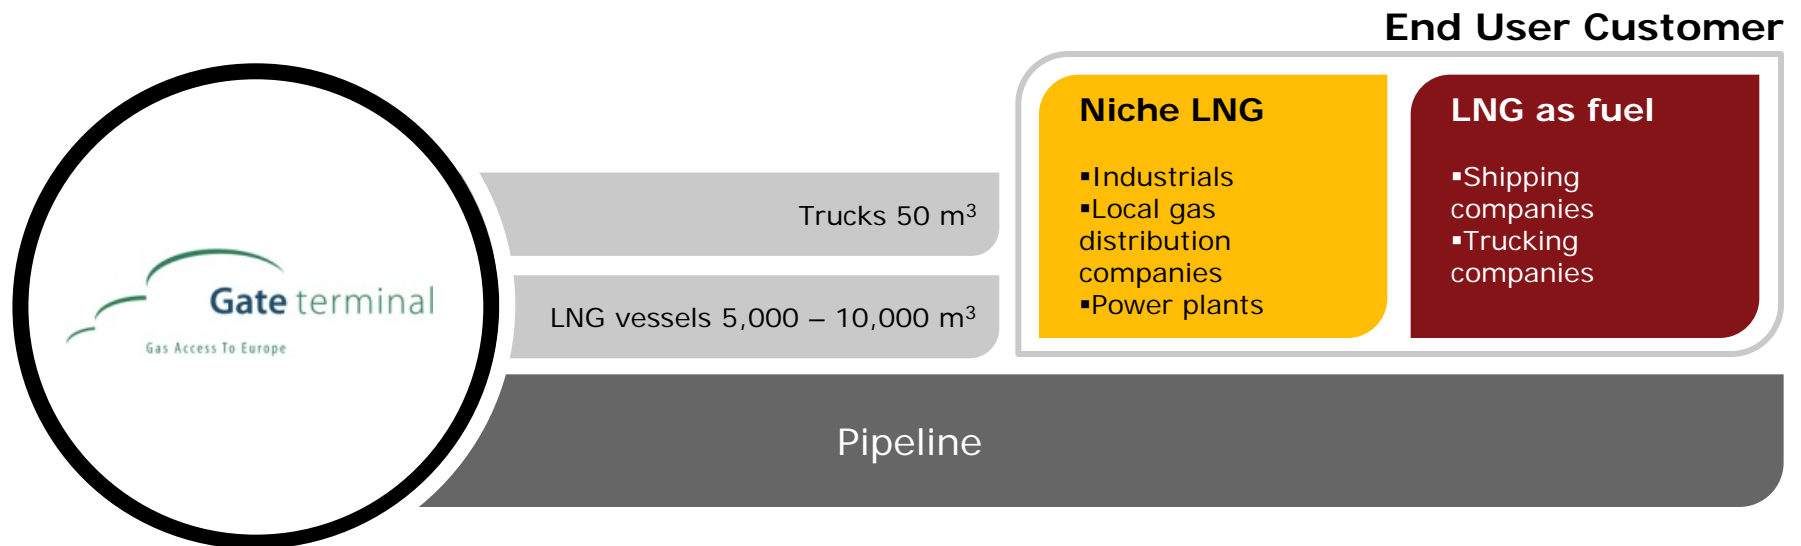 End User Customer
Gate terminal
Gas Access To Europe
Trucks 50 m³
LNG vessels 5,000 – 10,000 m³
Niche LNG
▪Industrials
▪Local gas
distribution
companies
▪Power plants
LNG as fuel
▪Shipping
companies
▪Trucking
companies
Pipeline